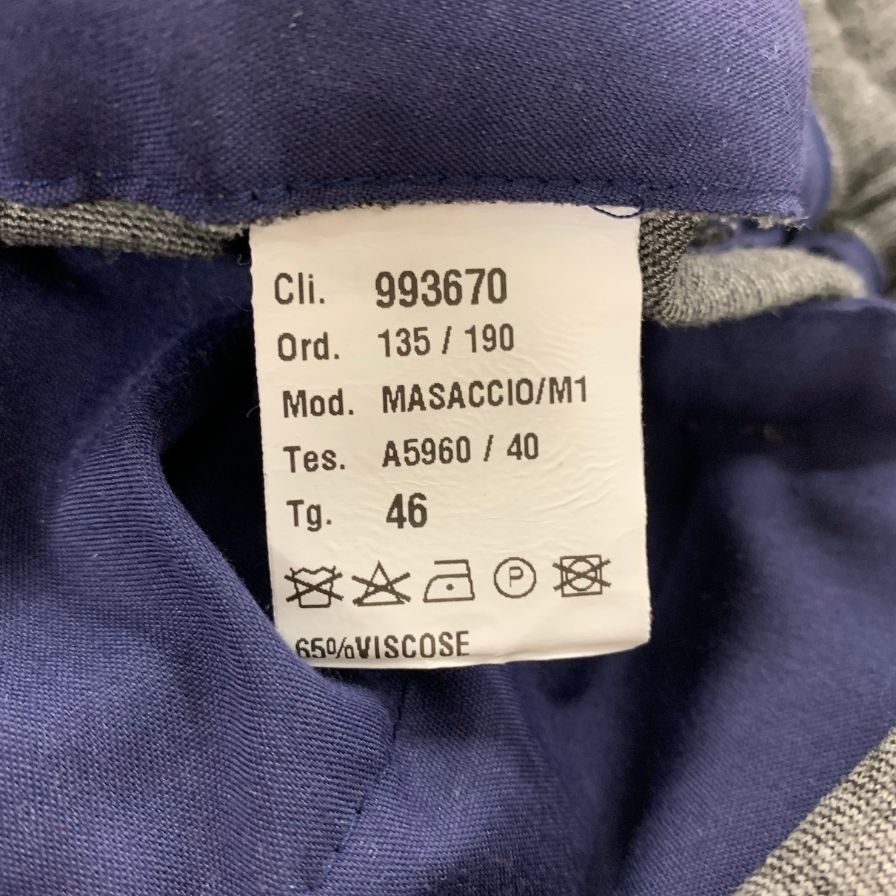 Cli. 993670
Ord. 135 / 190
Mod. MASACCIO/M1
Tes. A5960 / 40
Tg. 46
P
65%VISCOSE